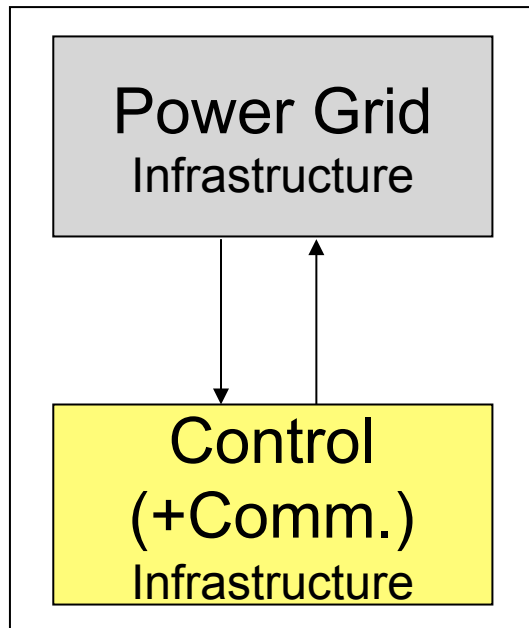 Power Grid
Infrastructure
Control
(+Comm.)
Infrastructure